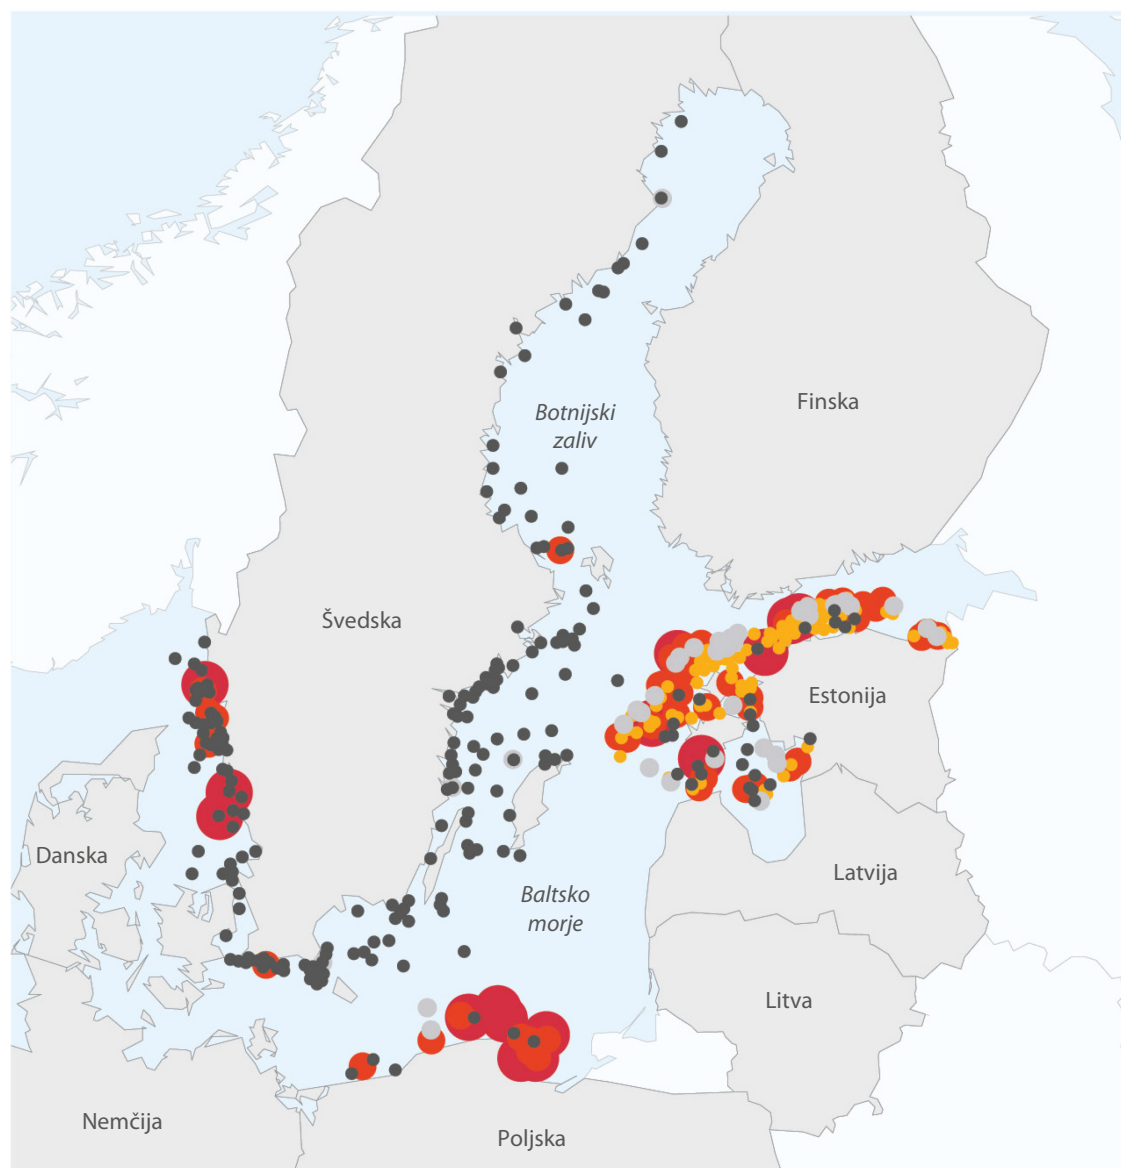 Finska
Botnijski
zaliv
Švedska
Estonija
Danska
Latvija
Baltsko
morje
Litva
Nemčija
Poljska